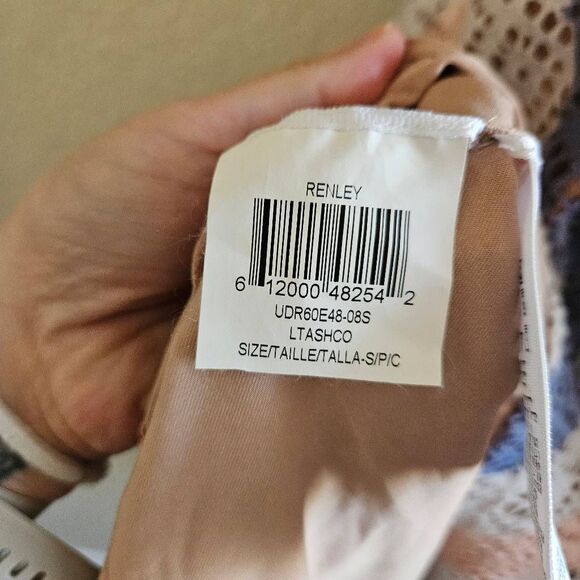 RENLEY
6 12000 48254 2
UDR60E48-08S
LTASHCO
SIZE/TAILLE/TALLA-S/P/C